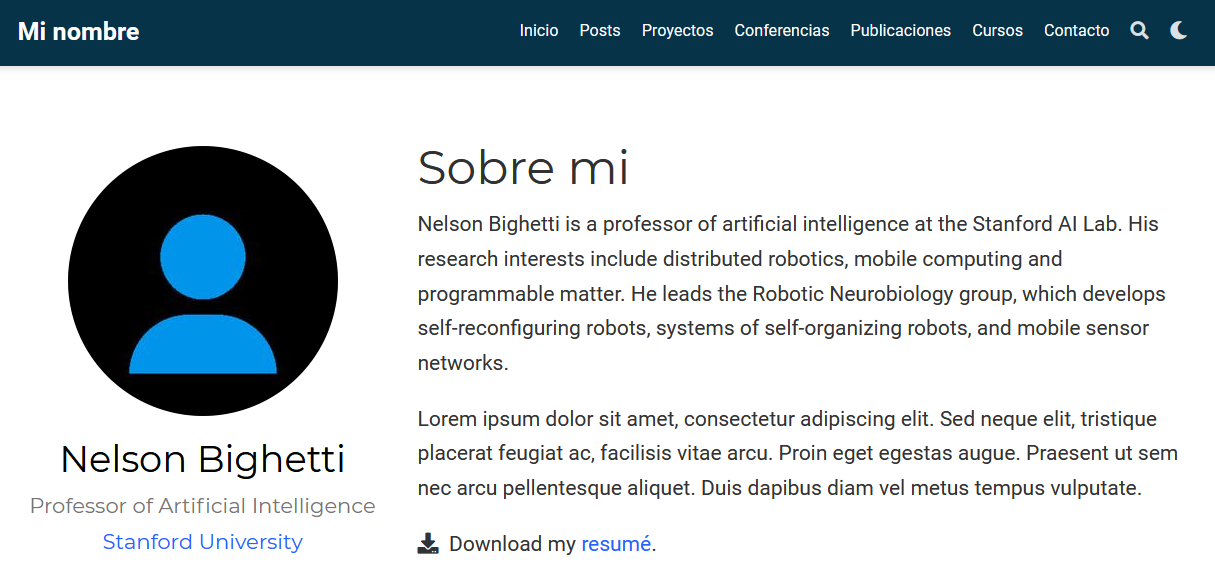 Mi nombre
Inicio Posts Proyectos Conferencias Publicaciones Cursos Contacto
Nelson Bighetti
Professor of Artificial Intelligence
Stanford University
Sobre mi
Nelson Bighetti is a professor of artificial intelligence at the Stanford AI Lab. His
research interests include distributed robotics, mobile computing and
programmable matter. He leads the Robotic Neurobiology group, which develops
self-reconfiguring robots, systems of self-organizing robots, and mobile sensor
networks.
Lorem ipsum dolor sit amet, consectetur adipiscing elit. Sed neque elit, tristique
placerat feugiat ac, facilisis vitae arcu. Proin eget egestas augue. Praesent ut sem
nec arcu pellentesque aliquet. Duis dapibus diam vel metus tempus vulputate.
Download my resumé.